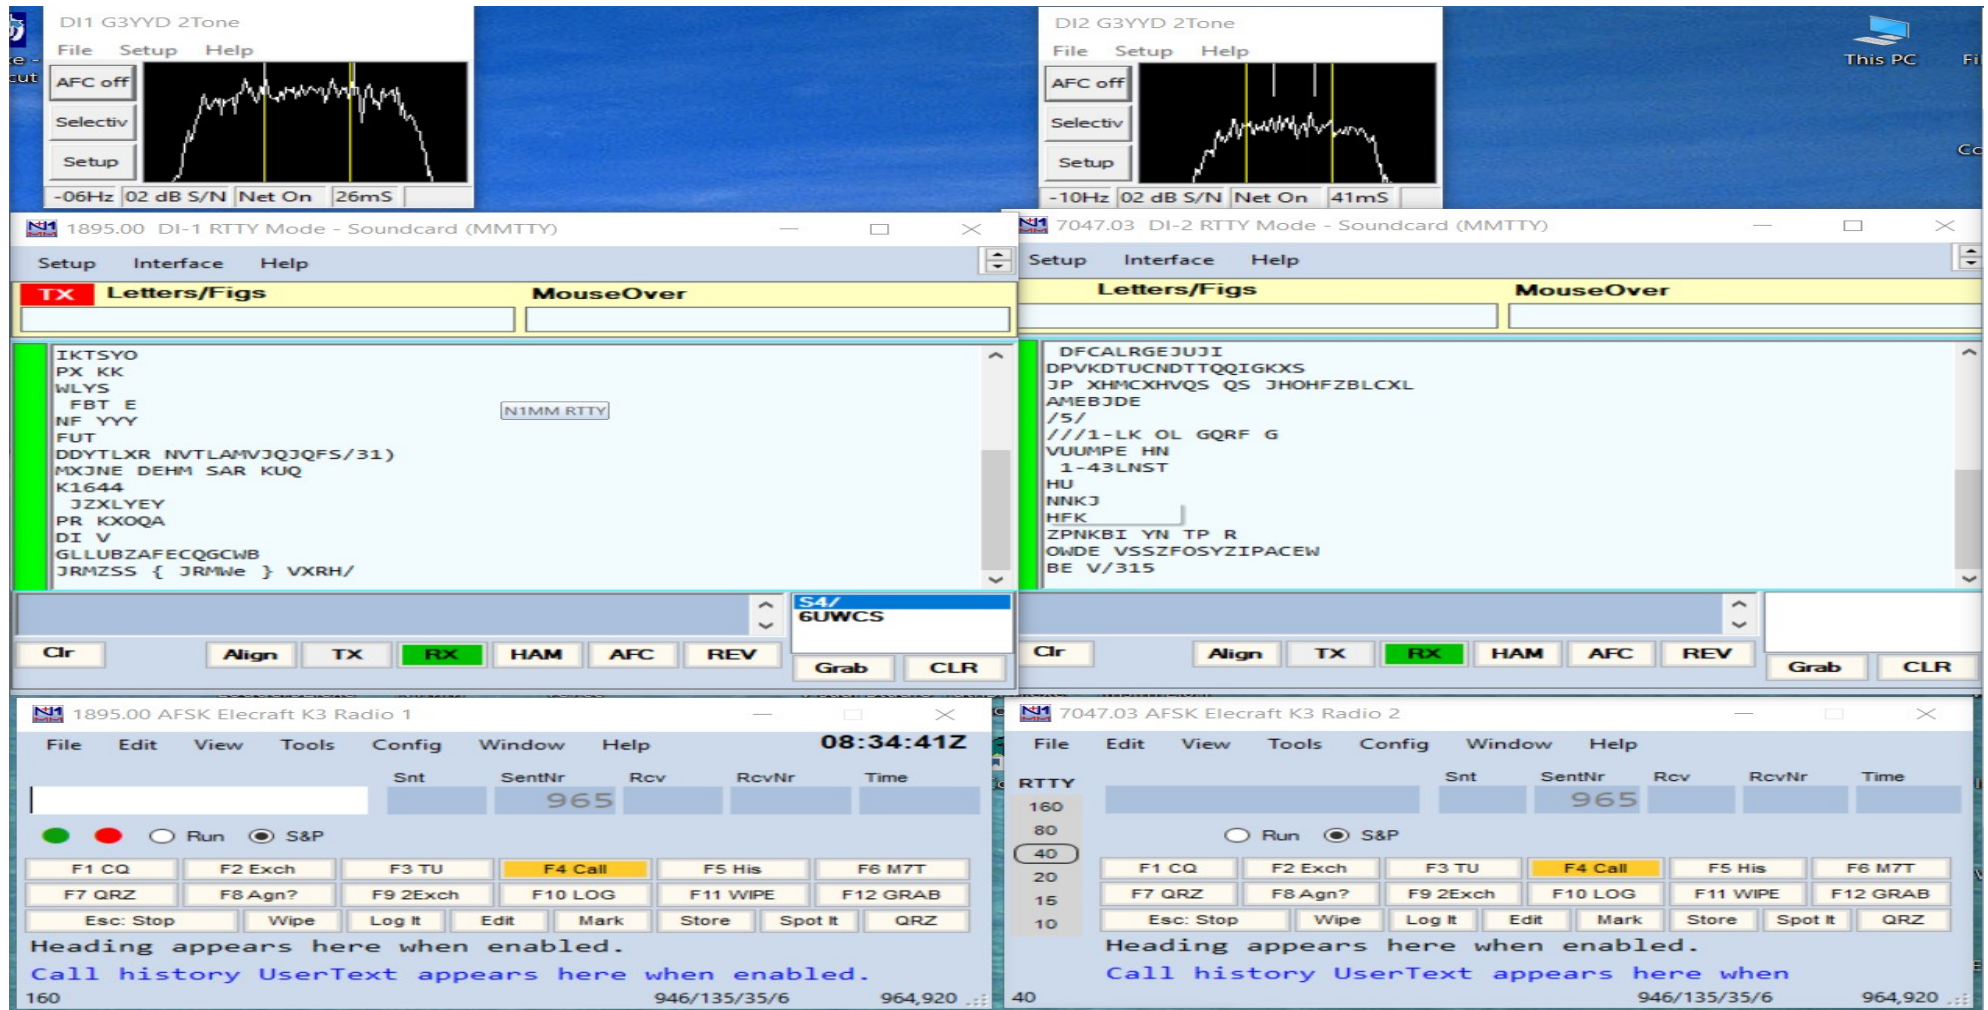 DI1 G3YYD 2Tone
File Setup Help
AFC off
Selectiv
Setup
-06Hz 02 dB S/N Net On 26mS
DI2 G3YYD 2Tone
File Setup Help
AFC off
Selectiv
Setup
-10Hz 02 dB S/N Net On 41mS
This PC
1895.00 DI-1 RTTY Mode - Soundcard (MMTTY)
Setup Interface Help
TX Letters/Figs MouseOver
IKTSYO
PX KK
WLYS
FBT E
NF YYY
FUT
DDYTLXR NVTLAMVJQJQFS/31)
MXJNE DEHM SAR KUQ
K1644
JZXLYEY
PR KXOQA
DI V
GLLUBZAFECQGCWB
JRMZSS { JRMWe } VXRH/
N1MM RTTY
S4/
6UWCS
Clr Align TX RX HAM AFC REV Grab CLR
7047.03 DI-2 RTTY Mode - Soundcard (MMTTY)
Setup Interface Help
Letters/Figs MouseOver
DFCALRGEJUJI
DPVKDTUCNDTTQQIGKXS
JP XHMCXHVQS QS JHOHFZBLCXL
AMEBJDE
/5/
///1-LK OL GQRF G
VUUMPE HN
1-43LNST
HU
NNKJ
HFK
ZPNKBI YN TP R
OWDE VSSZFOSYZIPACEW
BE V/315
Clr Align TX RX HAM AFC REV Grab CLR
1895.00 AFSK Elecraft K3 Radio 1
File Edit View Tools Config Window Help 08:34:41Z
Snt SentNr Rcv RcvNr Time
965
Run S&P
F1 CQ F2 Exch F3 TU F4 Call F5 His F6 M7T
F7 QRZ F8 Agn? F9 2Exch F10 LOG F11 WIPE F12 GRAB
Esc: Stop Wipe Log It Edit Mark Store Spot It QRZ
Heading appears here when enabled.
Call history UserText appears here when enabled.
160 946/135/35/6 964,920
7047.03 AFSK Elecraft K3 Radio 2
File Edit View Tools Config Window Help
RTTY
160
80
40
20
15
10
Snt SentNr Rcv RcvNr Time
965
Run S&P
F1 CQ F2 Exch F3 TU F4 Call F5 His F6 M7T
F7 QRZ F8 Agn? F9 2Exch F10 LOG F11 WIPE F12 GRAB
Esc: Stop Wipe Log It Edit Mark Store Spot It QRZ
Heading appears here when enabled.
Call history UserText appears here when
40 946/135/35/6 964,920